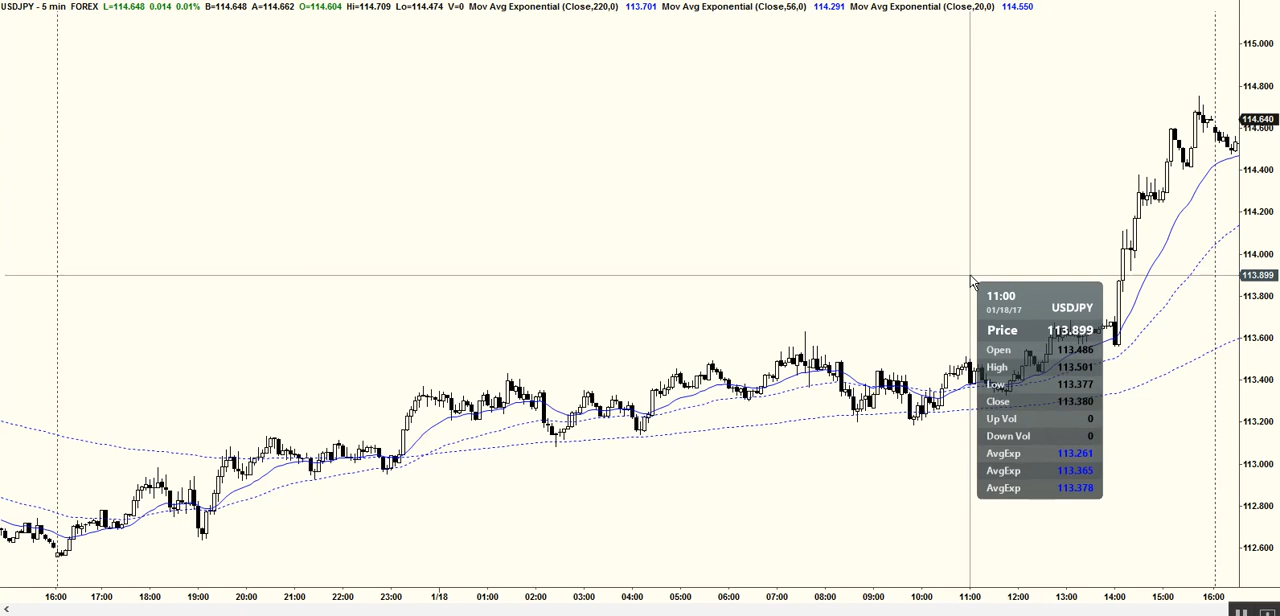 USDJPY - 5 min FOREX L=114.648 0.014 0.01% B=114.648 A=114.662 O=114.604 Hi=114.709 Lo=114.474 V=0 Mov Avg Exponential (Close,220,0) 113.701 Mov Avg Exponential (Close,56,0) 114.291 Mov Avg Exponential (Close,20,0) 114.550
115.000
114.800
114.640
114.600
114.400
114.200
114.000
113.899
113.800
113.600
113.400
113.200
113.000
112.800
112.600
11:00
01/18/17 USDJPY
Price 113.899
Open 113.486
High 113.501
Low 113.377
Close 113.380
Up Vol 0
Down Vol 0
AvgExp 113.261
AvgExp 113.365
AvgExp 113.378
16:00 17:00 18:00 19:00 20:00 21:00 22:00 23:00 1/18 01:00 02:00 03:00 04:00 05:00 06:00 07:00 08:00 09:00 10:00 11:00 12:00 13:00 14:00 15:00 16:00